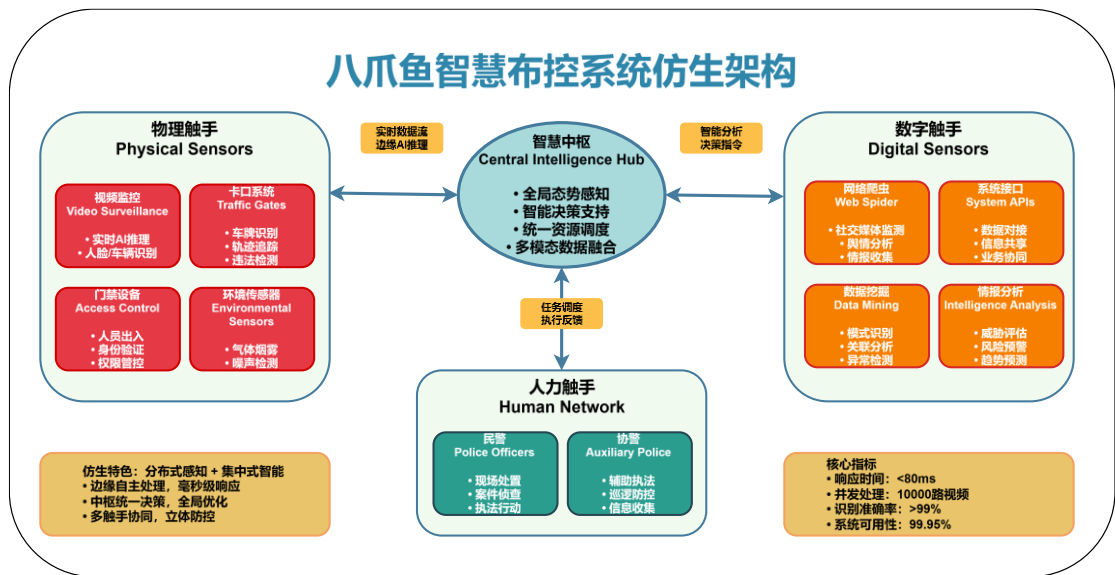 八爪鱼智慧布控系统仿生架构
物理触手
Physical Sensors
视频监控
Video Surveillance
• 实时AI推理
• 人脸/车辆识别
卡口系统
Traffic Gates
• 车牌识别
• 轨迹追踪
• 违法检测
门禁设备
Access Control
• 人员出入
• 身份验证
• 权限管控
环境传感器
Environmental
Sensors
• 气体烟雾
• 噪声检测
实时数据流
边缘AI推理
智慧中枢
Central Intelligence Hub
• 全局态势感知
• 智能决策支持
• 统一资源调度
• 多模态数据融合
智能分析
决策指令
数字触手
Digital Sensors
网络爬虫
Web Spider
• 社交媒体监测
• 舆情分析
• 情报收集
系统接口
System APIs
• 数据对接
• 信息共享
• 业务协同
数据挖掘
Data Mining
• 模式识别
• 关联分析
• 异常检测
情报分析
Intelligence Analysis
• 威胁评估
• 风险预警
• 趋势预测
任务调度
执行反馈
人力触手
Human Network
民警
Police Officers
• 现场处置
• 案件侦查
• 执法行动
协警
Auxiliary Police
• 辅助执法
• 巡逻防控
• 信息收集
仿生特色：分布式感知 + 集中式智能
• 边缘自主处理，毫秒级响应
• 中枢统一决策，全局优化
• 多触手协同，立体防控
核心指标
• 响应时间：<80ms
• 并发处理：10000路视频
• 识别准确率：>99%
• 系统可用性：99.95%